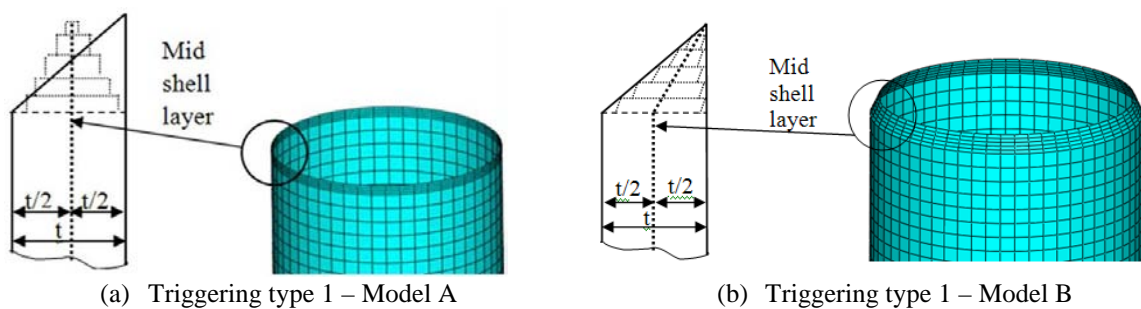 Mid
shell
layer
t/2 t/2
t
(a) Triggering type 1 – Model A
Mid
shell
layer
t/2 t/2
t
(b) Triggering type 1 – Model B